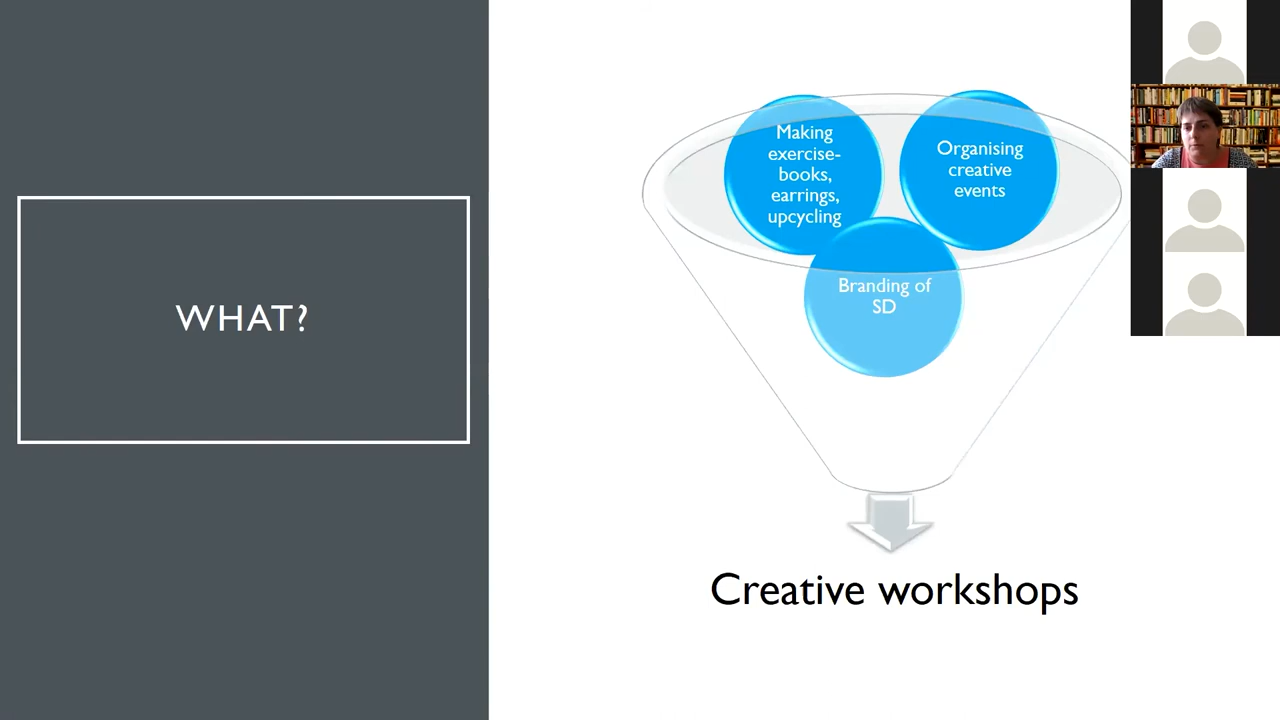 WHAT?
Making
exercise-
books,
earrings,
upcycling
Organising
creative
events
Branding of
SD
Creative workshops